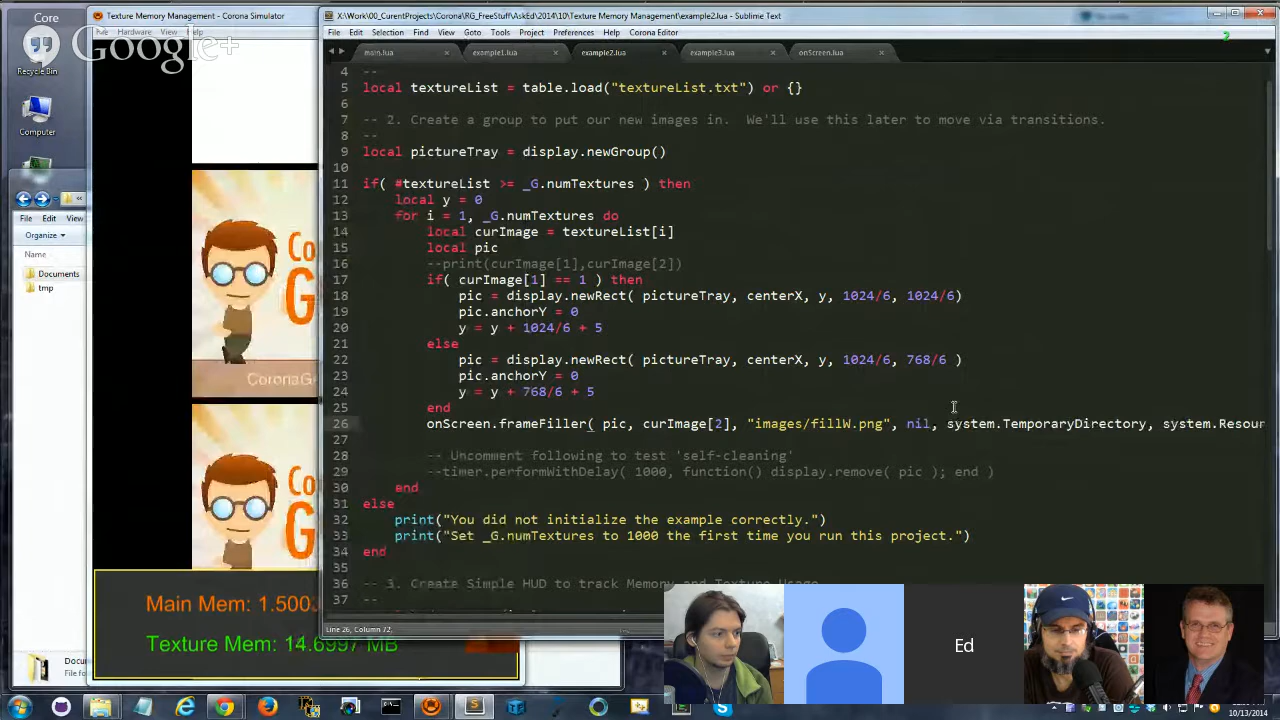 Core
Texture Memory Management - Corona Simulator
X:\Work\00_CurentProjects\Corona\RG_FreeStuff\AskEd\2014\10\Texture Memory Management\example2.lua - Sublime Text
Google+
Hardware View Help
File Edit Selection Find View Goto Tools Project Preferences Help Corona Editor
main.lua example1.lua example2.lua example3.lua onScreen.lua
Recycle Bin
Computer
File Edit View
Organize
Name
Documents
tmp
4 --
5 local textureList = table.load("textureList.txt") or {}
6
7 -- 2. Create a group to put our new images in. We'll use this later to move via transitions.
8 --
9 local pictureTray = display.newGroup()
10
11 if( #textureList >= _G.numTextures ) then
12 local y = 0
13 for i = 1, _G.numTextures do
14 local curImage = textureList[i]
15 local pic
16 --print(curImage[1],curImage[2])
17 if( curImage[1] == 1 ) then
18 pic = display.newRect( pictureTray, centerX, y, 1024/6, 1024/6)
19 pic.anchorY = 0
20 y = y + 1024/6 + 5
21 else
22 pic = display.newRect( pictureTray, centerX, y, 1024/6, 768/6 )
23 pic.anchorY = 0
24 y = y + 768/6 + 5
25 end
26 onScreen.frameFiller( pic, curImage[2], "images/fillW.png", nil, system.TemporaryDirectory, system.Resour
27
28 -- Uncomment following to test 'self-cleaning'
29 --timer.performWithDelay( 1000, function() display.remove( pic ); end )
30 end
31 else
32 print("You did not initialize the example correctly.")
33 print("Set _G.numTextures to 1000 the first time you run this project.")
34 end
35
36 -- 3. Create Simple HUD to track Memory and Texture Usage
37 --
Co
G
CoronaG
Co
G
Main Mem: 1.500
Texture Mem: 14.6997 MB
Line 26, Column 72
Docu
File fo
Ed
10/13/2014